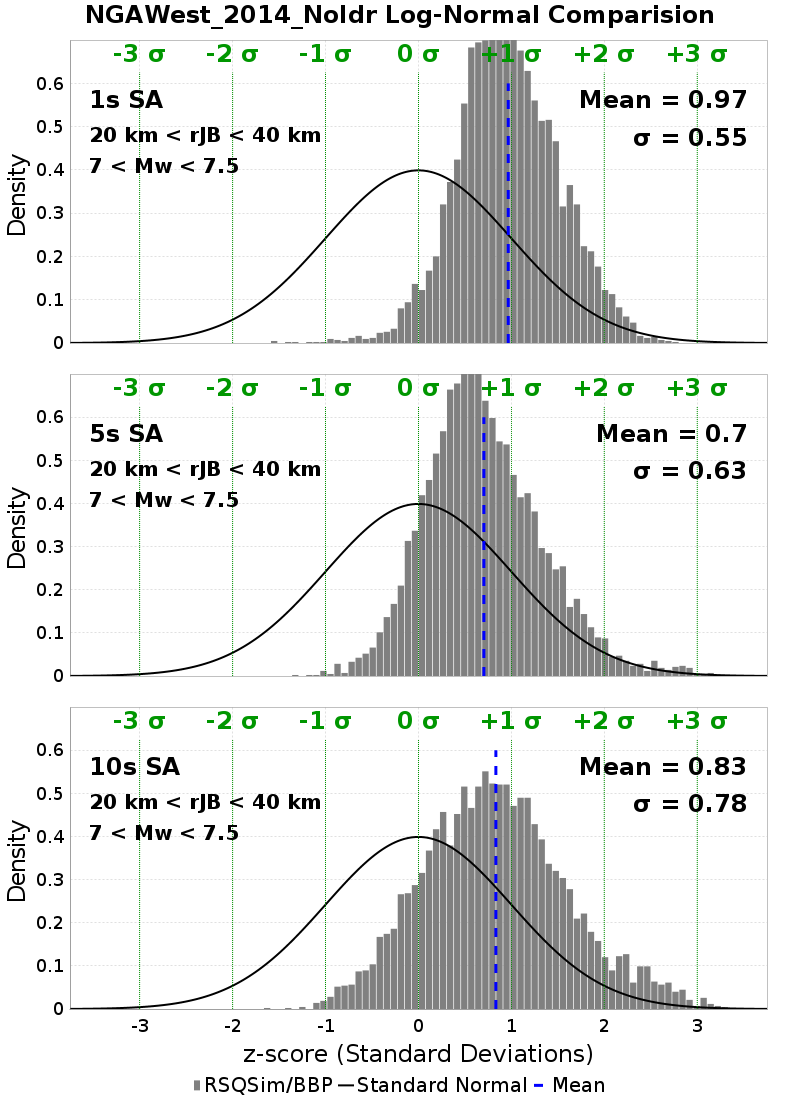 NGAWest_2014_NoIdr Log-Normal Comparision
-3 σ -2 σ -1 σ 0 σ +1 σ +2 σ +3 σ
1s SA
Mean = 0.97
20 km < rJB < 40 km
σ = 0.55
7 < Mw < 7.5
Density
0.6
0.5
0.4
0.3
0.2
0.1
0
-3 σ -2 σ -1 σ 0 σ +1 σ +2 σ +3 σ
5s SA
Mean = 0.7
20 km < rJB < 40 km
σ = 0.63
7 < Mw < 7.5
Density
0.6
0.5
0.4
0.3
0.2
0.1
0
-3 σ -2 σ -1 σ 0 σ +1 σ +2 σ +3 σ
10s SA
Mean = 0.83
20 km < rJB < 40 km
σ = 0.78
7 < Mw < 7.5
Density
0.6
0.5
0.4
0.3
0.2
0.1
0
-3 -2 -1 0 1 2 3
z-score (Standard Deviations)
RSQSim/BBP Standard Normal Mean